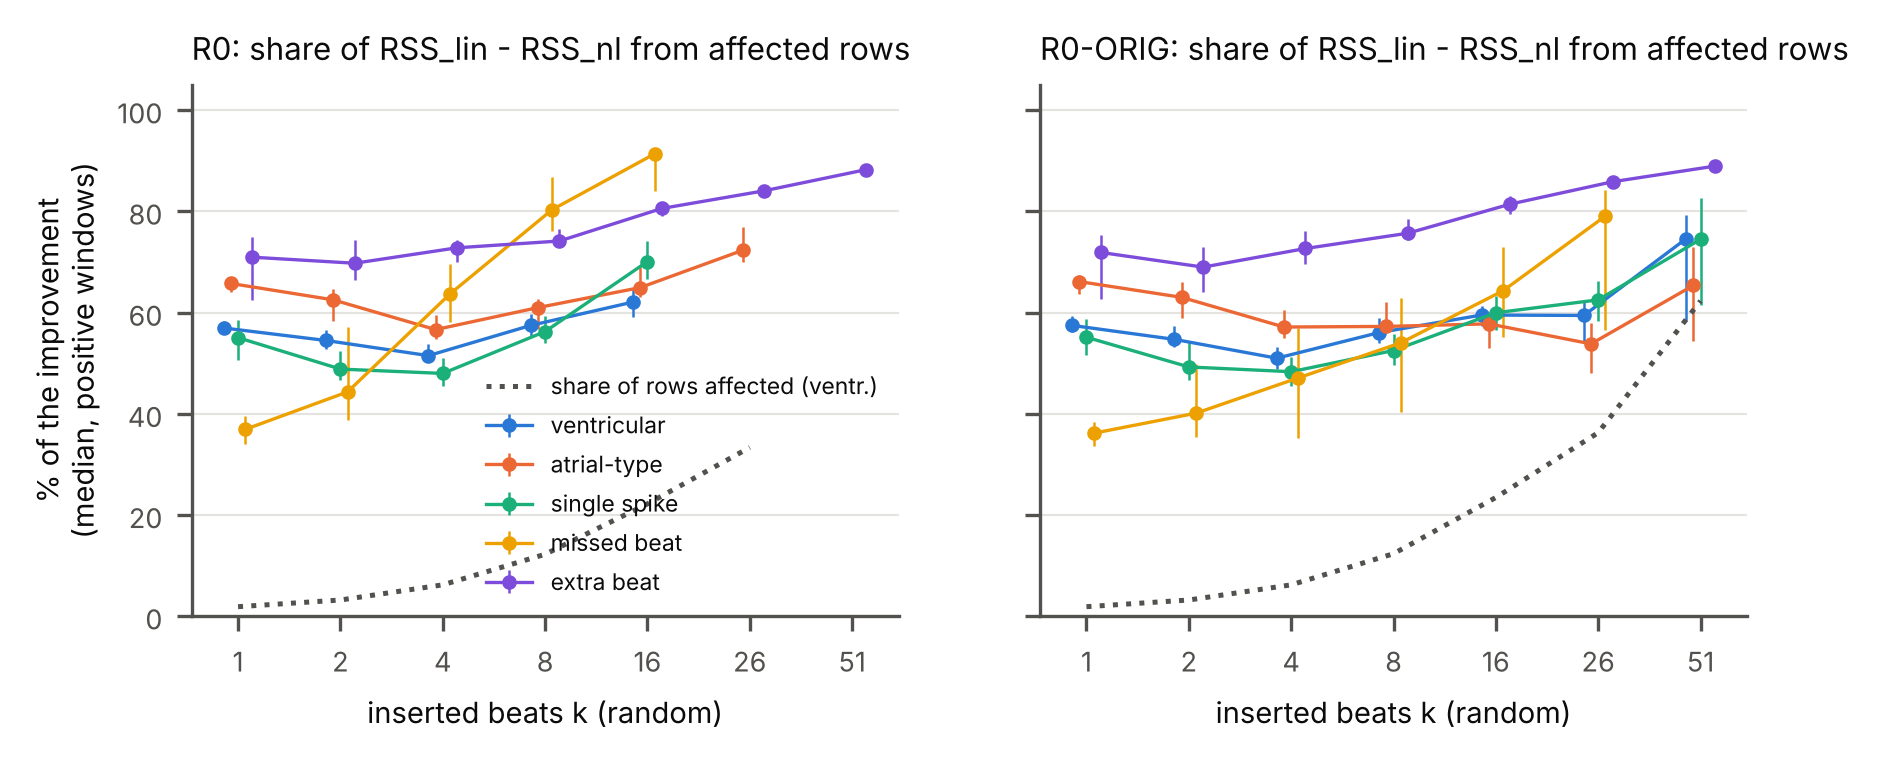 R0: share of RSS_lin - RSS_nl from affected rows
R0-ORIG: share of RSS_lin - RSS_nl from affected rows
% of the improvement
(median, positive windows)
100
80
60
40
20
0
share of rows affected (ventr.)
ventricular
atrial-type
single spike
missed beat
extra beat
1 2 4 8 16 26 51
1 2 4 8 16 26 51
inserted beats k (random)
inserted beats k (random)